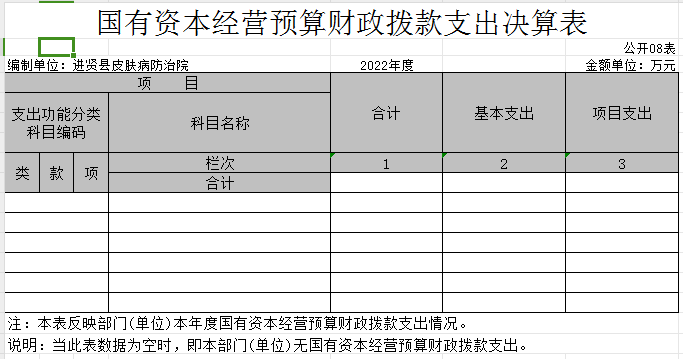 国有资本经营预算财政拨款支出决算表
公开08表
编制单位：进贤县皮肤病防治院 2022年度 金额单位：万元
项 目 合计 基本支出 项目支出
支出功能分类科目编码 科目名称
类 款 项 栏次 1 2 3
合计
注：本表反映部门(单位)本年度国有资本经营预算财政拨款支出情况。
说明：当此表数据为空时，即本部门(单位)无国有资本经营预算财政拨款支出。